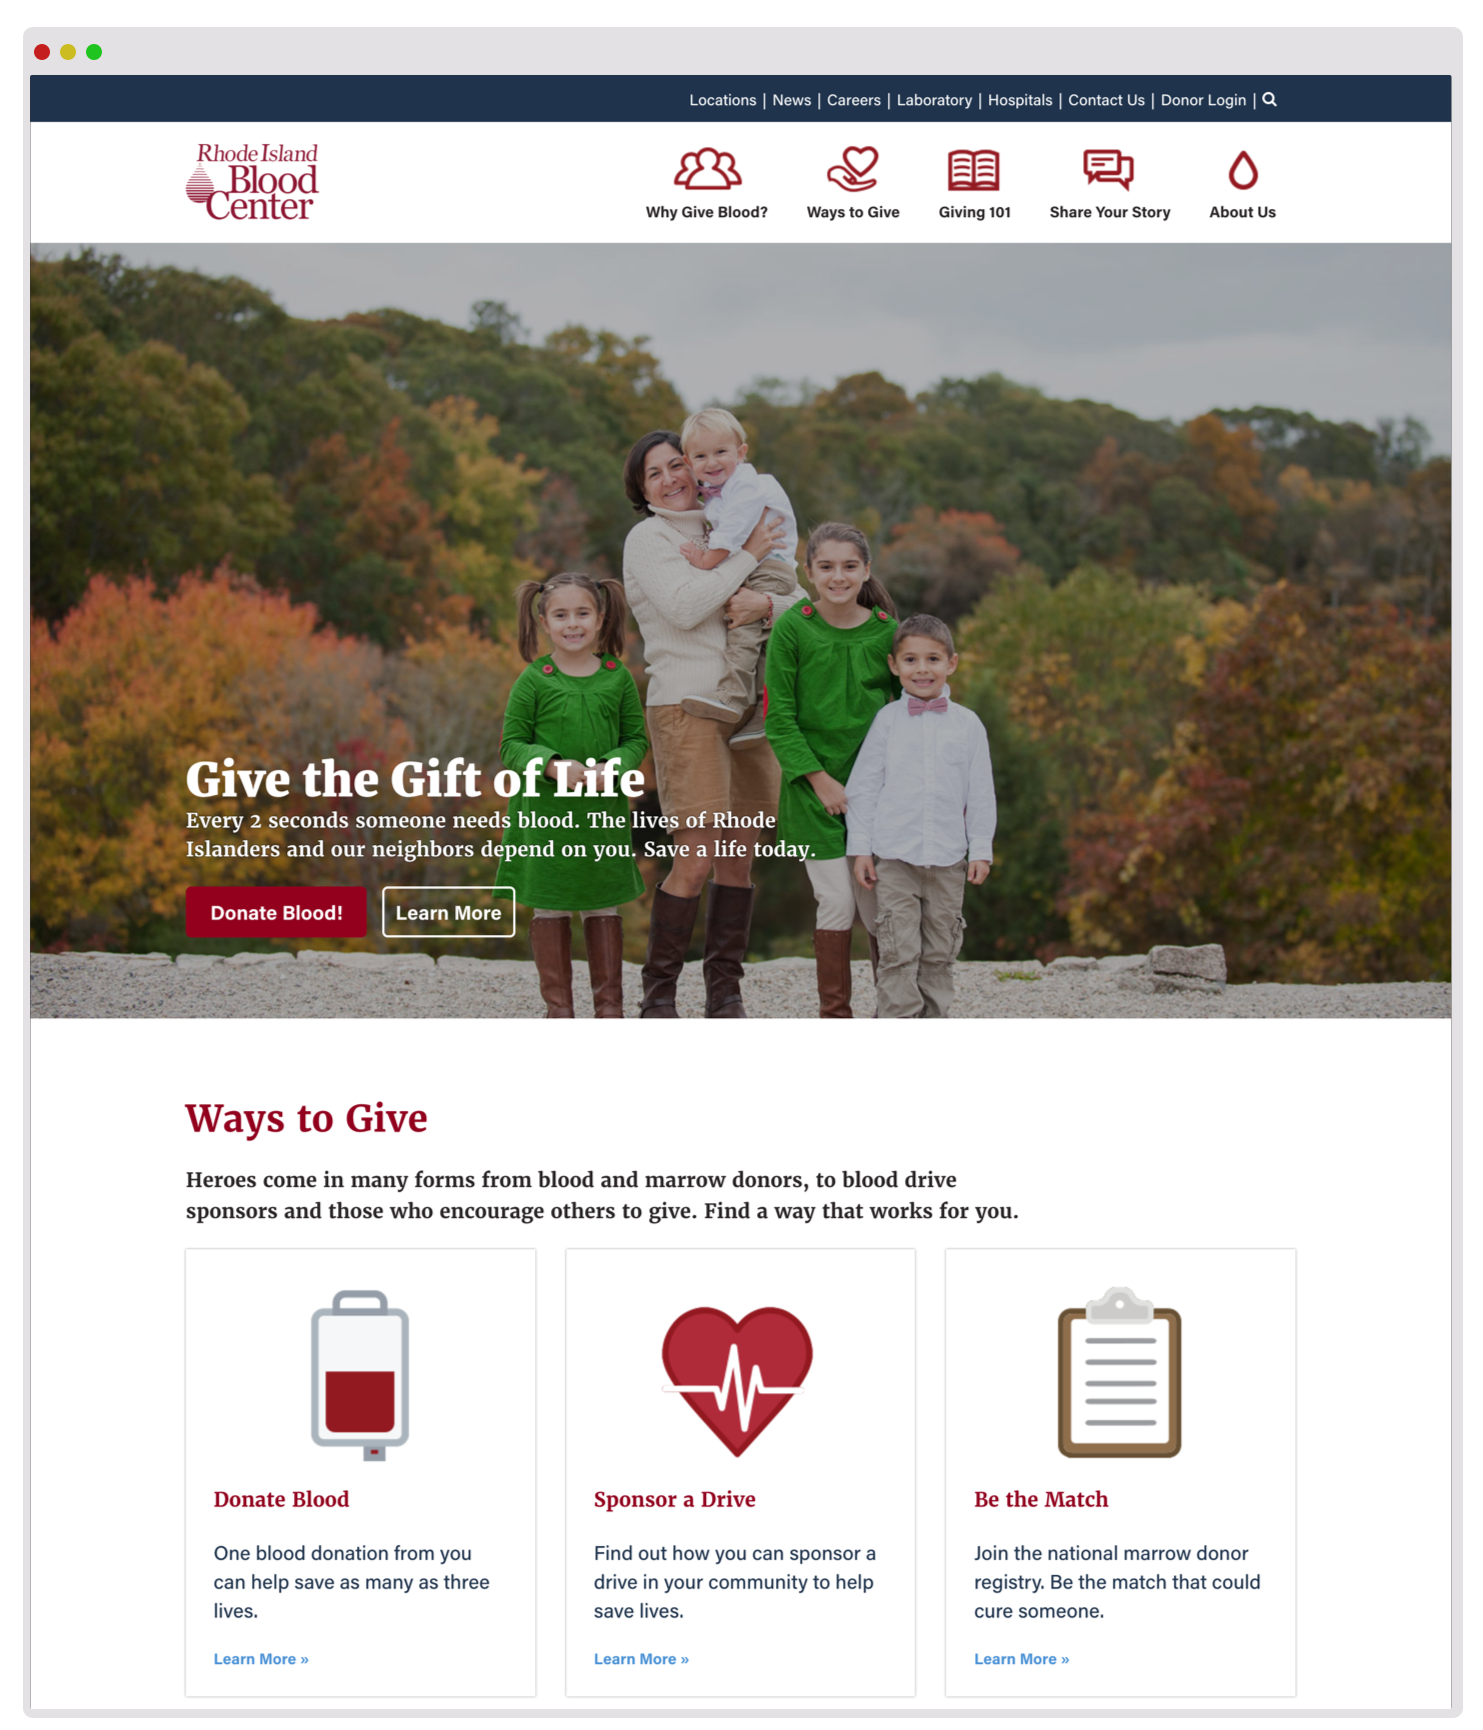 Locations | News | Careers | Laboratory | Hospitals | Contact Us | Donor Login |
Rhode Island
Blood
Center
Why Give Blood?
Ways to Give
Giving 101
Share Your Story
About Us
Give the Gift of Life
Every 2 seconds someone needs blood. The lives of Rhode
Islanders and our neighbors depend on you. Save a life today.
Donate Blood!
Learn More
Ways to Give
Heroes come in many forms from blood and marrow donors, to blood drive
sponsors and those who encourage others to give. Find a way that works for you.
Donate Blood
One blood donation from you
can help save as many as three
lives.
Learn More »
Sponsor a Drive
Find out how you can sponsor a
drive in your community to help
save lives.
Learn More »
Be the Match
Join the national marrow donor
registry. Be the match that could
cure someone.
Learn More »